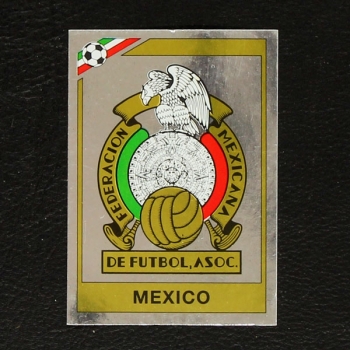 FEDERACION
MEXICANA
DE FUTBOL, ASOC.
MEXICO